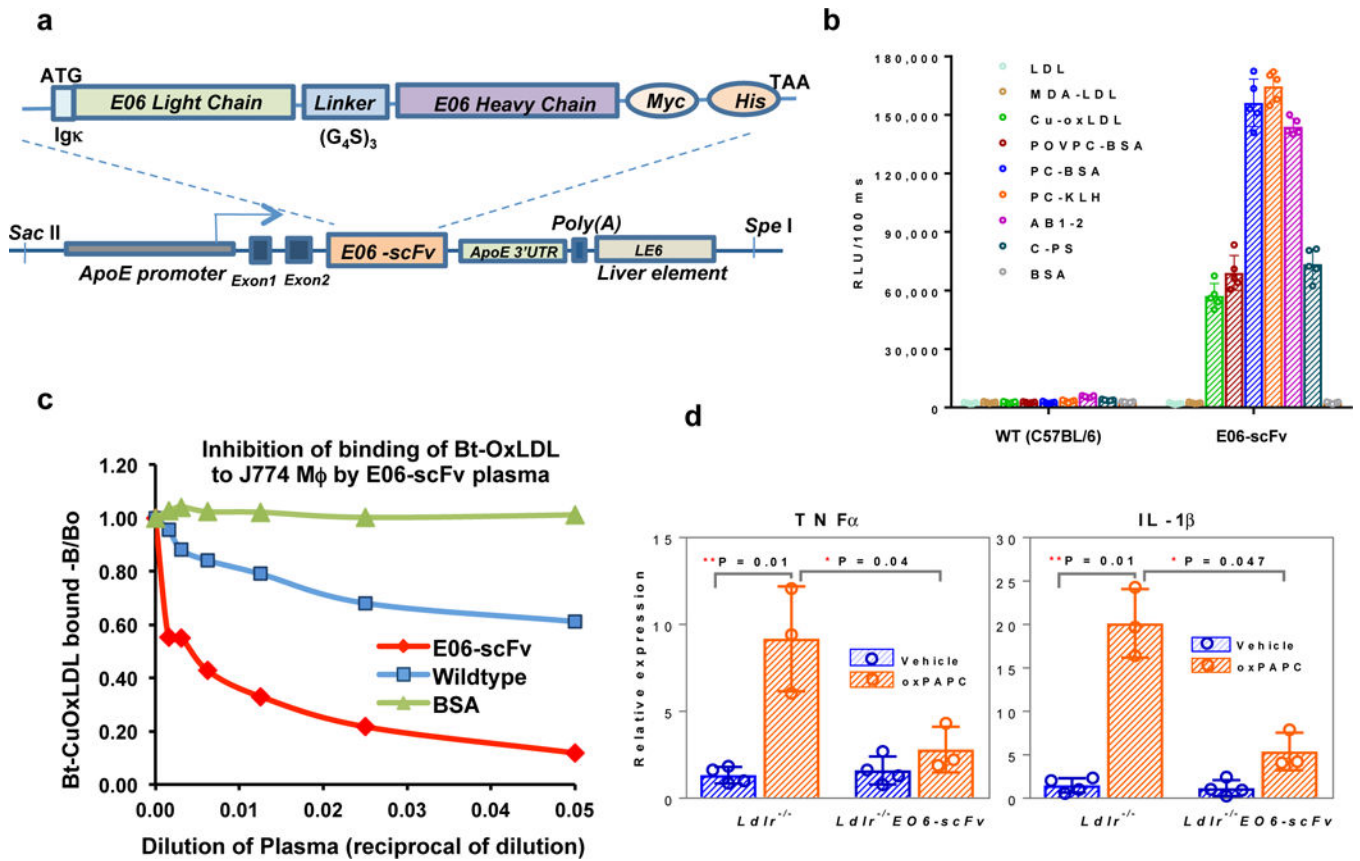 a
ATG
TAA
E06 Light Chain
Linker
E06 Heavy Chain
Myc
His
Igκ
(G4S)3
Sac II
Poly(A)
Spe I
E06 -scFv
ApoE 3'UTR
LE6
ApoE promoter
Exon1
Exon2
Liver element
b
180,000
150,000
120,000
90,000
60,000
30,000
0
RLU/100 ms
LDL
MDA-LDL
Cu-oxLDL
POVPC-BSA
PC-BSA
PC-KLH
AB1-2
C-PS
BSA
WT (C57BL/6)
E06-scFv
c
Inhibition of binding of Bt-OxLDL
to J774 Mϕ by E06-scFv plasma
1.20
1.00
0.80
0.60
0.40
0.20
0.00
Bt-CuOxLDL bound -B/Bo
E06-scFv
Wildtype
BSA
0.00
0.01
0.02
0.03
0.04
0.05
Dilution of Plasma (reciprocal of dilution)
d
TNFα
15
10
5
0
Relative expression
**P = 0.01
*P = 0.04
Vehicle
oxPAPC
Ldlr-/-
Ldlr-/-EO6-scFv
IL-1β
30
25
20
15
10
5
0
**P = 0.01
*P = 0.047
Vehicle
oxPAPC
Ldlr-/-
Ldlr-/-EO6-scFv